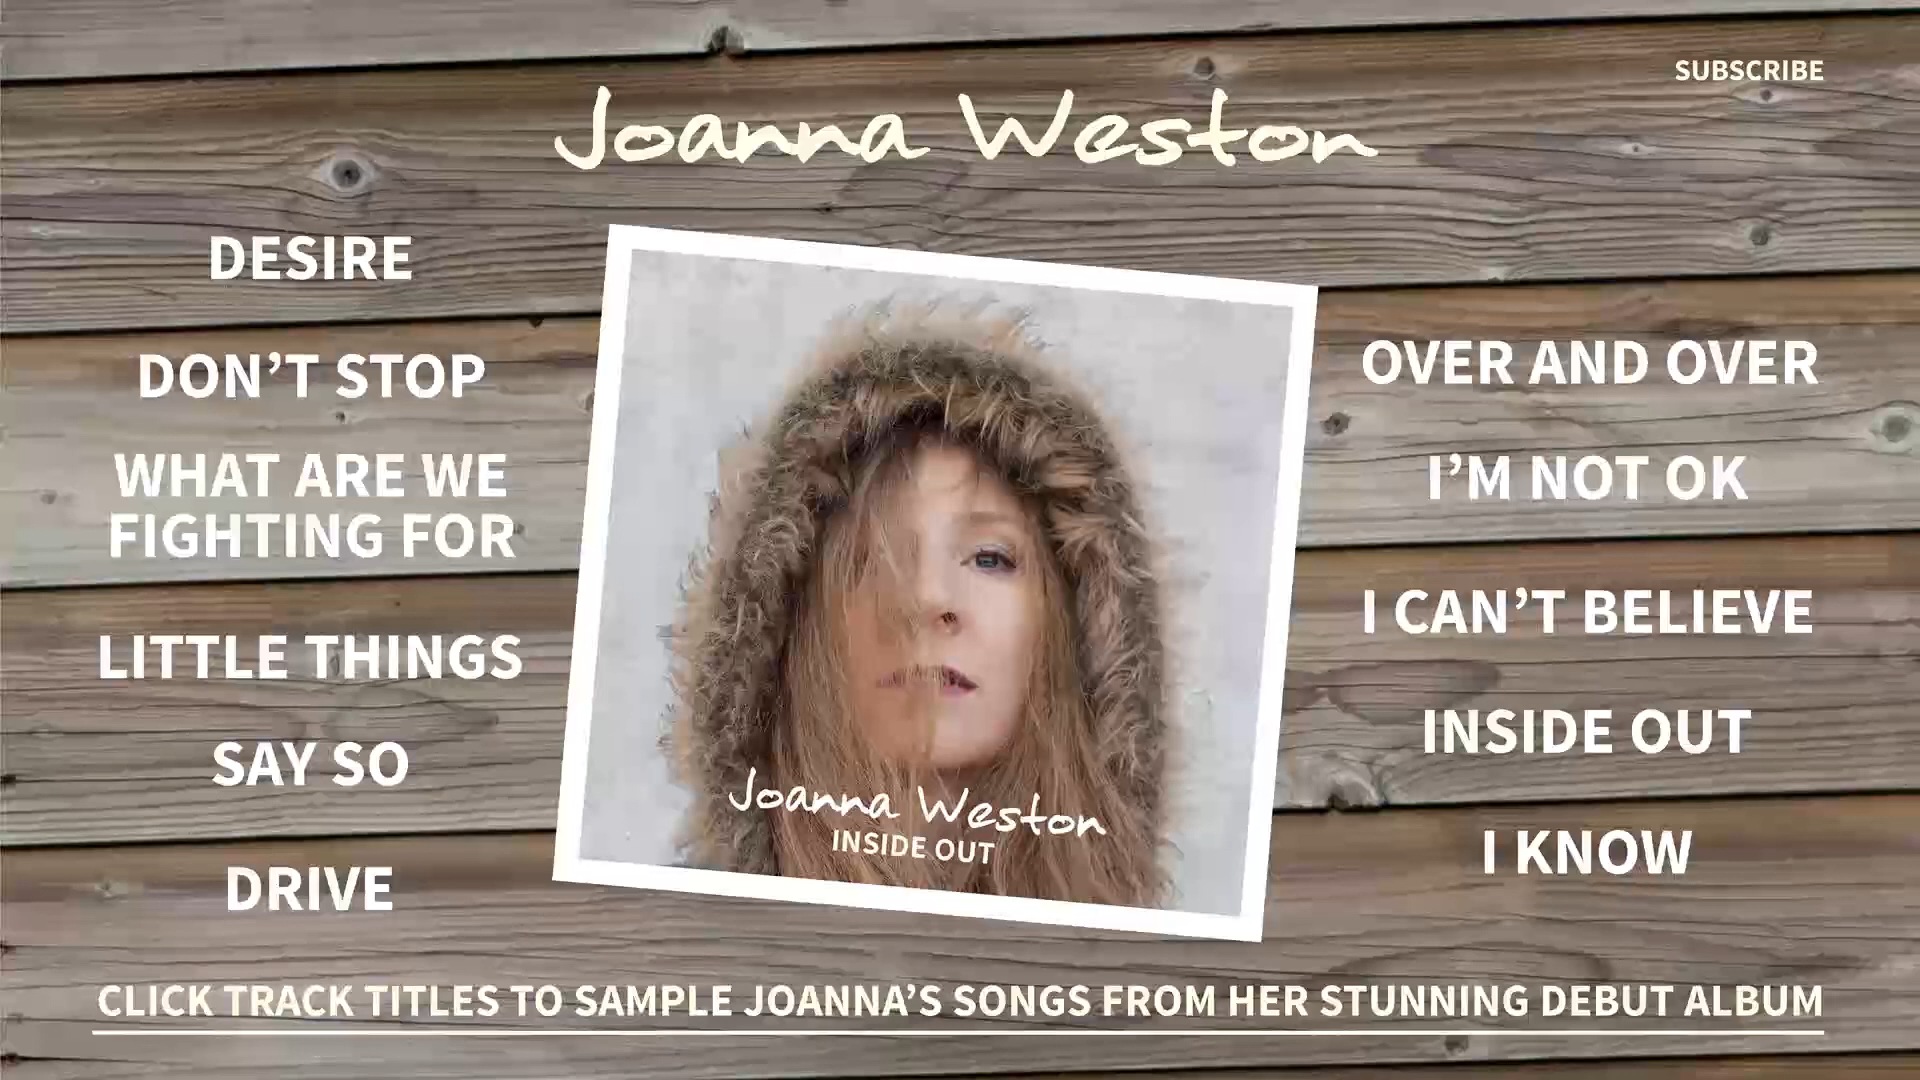 SUBSCRIBE
Joanna Weston
DESIRE
DON’T STOP
WHAT ARE WE
FIGHTING FOR
LITTLE THINGS
SAY SO
DRIVE
Joanna Weston
INSIDE OUT
OVER AND OVER
I’M NOT OK
I CAN’T BELIEVE
INSIDE OUT
I KNOW
CLICK TRACK TITLES TO SAMPLE JOANNA’S SONGS FROM HER STUNNING DEBUT ALBUM